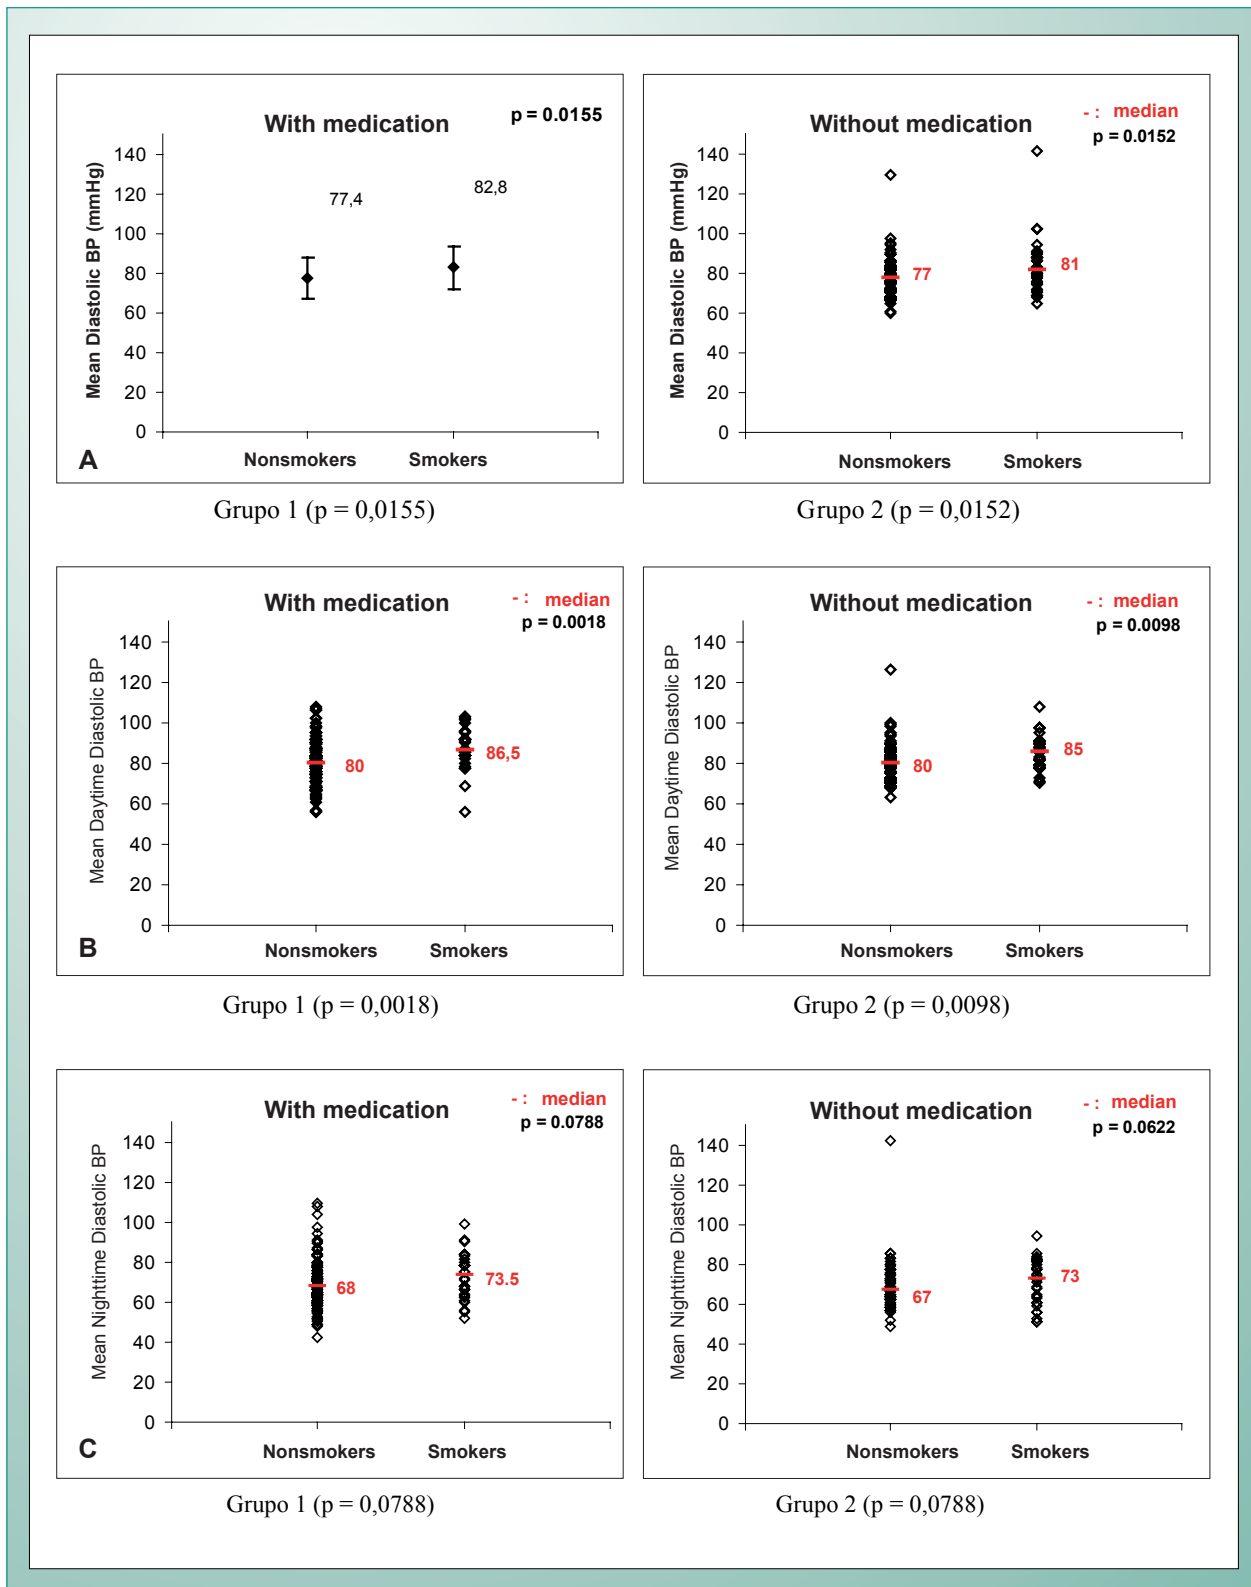 With medication
p = 0.0155
Mean Diastolic BP (mmHg)
140
120
100
80
60
40
20
0
77,4
82,8
Nonsmokers
Smokers
A
Grupo 1 (p = 0,0155)
Without medication
- : median
p = 0.0152
Mean Diastolic BP (mmHg)
140
120
100
80
60
40
20
0
77
81
Nonsmokers
Smokers
Grupo 2 (p = 0,0152)
With medication
- : median
p = 0.0018
Mean Daytime Diastolic BP
140
120
100
80
60
40
20
0
80
86,5
Nonsmokers
Smokers
B
Grupo 1 (p = 0,0018)
Without medication
- : median
p = 0.0098
Mean Daytime Diastolic BP
140
120
100
80
60
40
20
0
80
85
Nonsmokers
Smokers
Grupo 2 (p = 0,0098)
With medication
- : median
p = 0.0788
Mean Nighttime Diastolic BP
140
120
100
80
60
40
20
0
68
73.5
Nonsmokers
Smokers
C
Grupo 1 (p = 0,0788)
Without medication
- : median
p = 0.0622
Mean Nighttime Diastolic BP
140
120
100
80
60
40
20
0
67
73
Nonsmokers
Smokers
Grupo 2 (p = 0,0788)